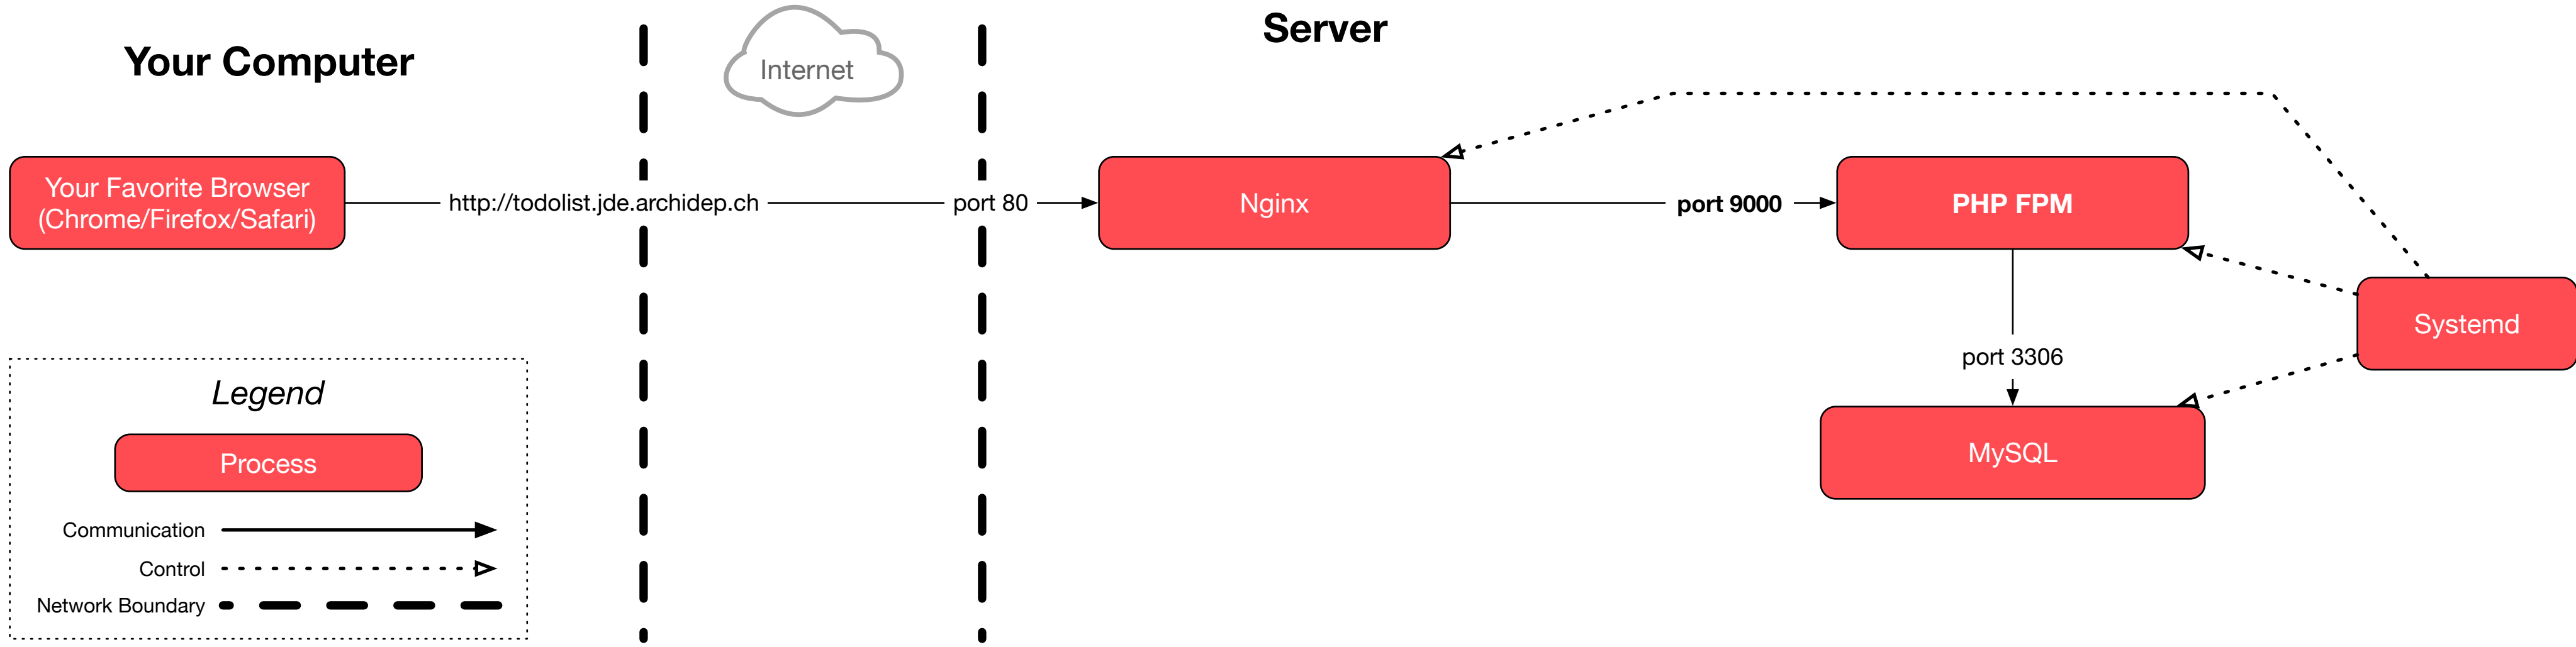 Your Computer
Internet
Server
Your Favorite Browser
(Chrome/Firefox/Safari)
http://todolist.jde.archidep.ch
port 80
Nginx
port 9000
PHP FPM
Systemd
port 3306
MySQL
Legend
Process
Communication
Control
Network Boundary